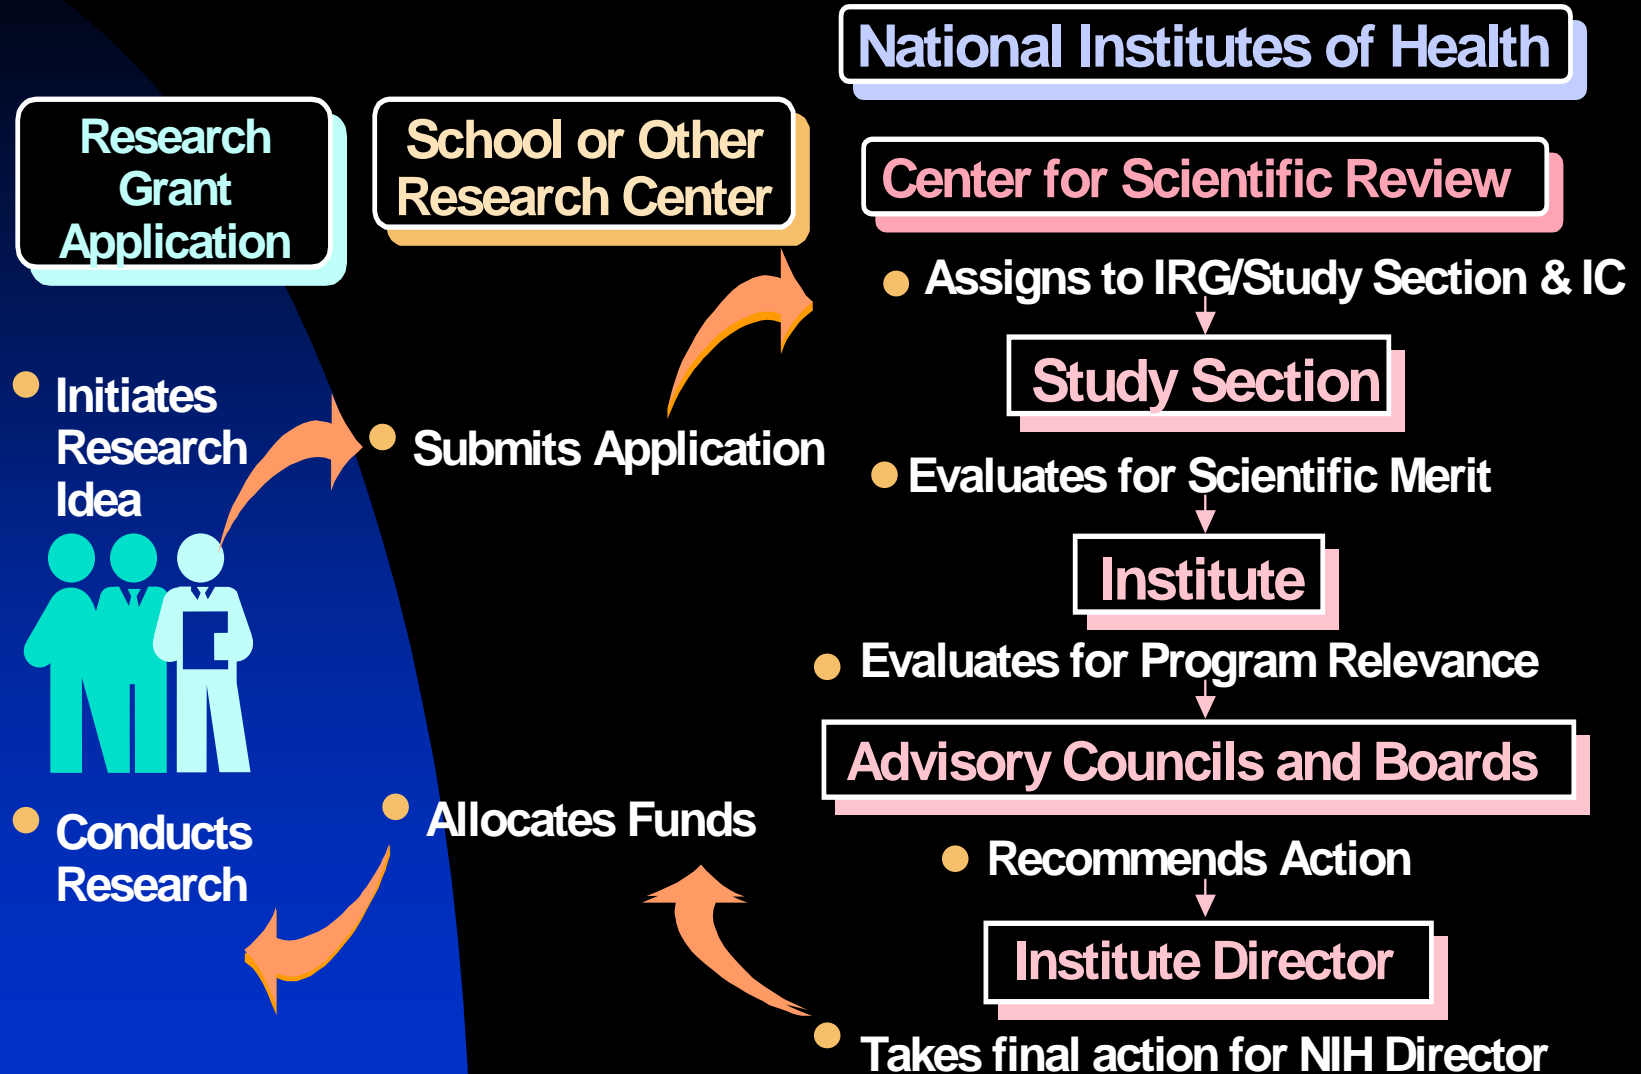 National Institutes of Health
Research
Grant
Application
School or Other
Research Center
Center for Scientific Review
Assigns to IRG/Study Section & IC
Study Section
Initiates
Research
Idea
Submits Application
Evaluates for Scientific Merit
Institute
Evaluates for Program Relevance
Advisory Councils and Boards
Conducts
Research
Allocates Funds
Recommends Action
Institute Director
Takes final action for NIH Director